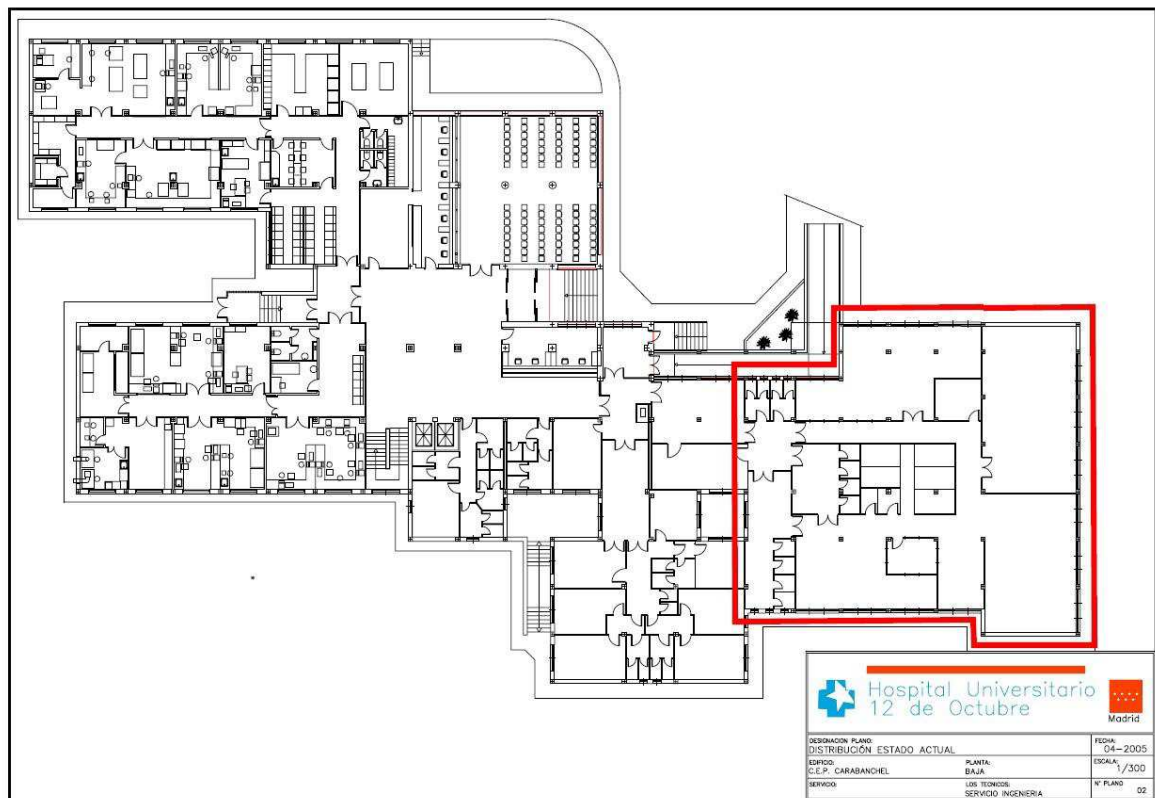 Hospital Universitario
12 de Octubre
Madrid
DESIGNACION PLANO:
DISTRIBUCIÓN ESTADO ACTUAL
FECHA:
04-2005
EDIFICIO:
C.E.P. CARABANCHEL
PLANTA:
BAJA
ESCALA:
1/300
SERVICIO:
LOS TECNICOS:
SERVICIO INGENIERIA
Nº PLANO
02